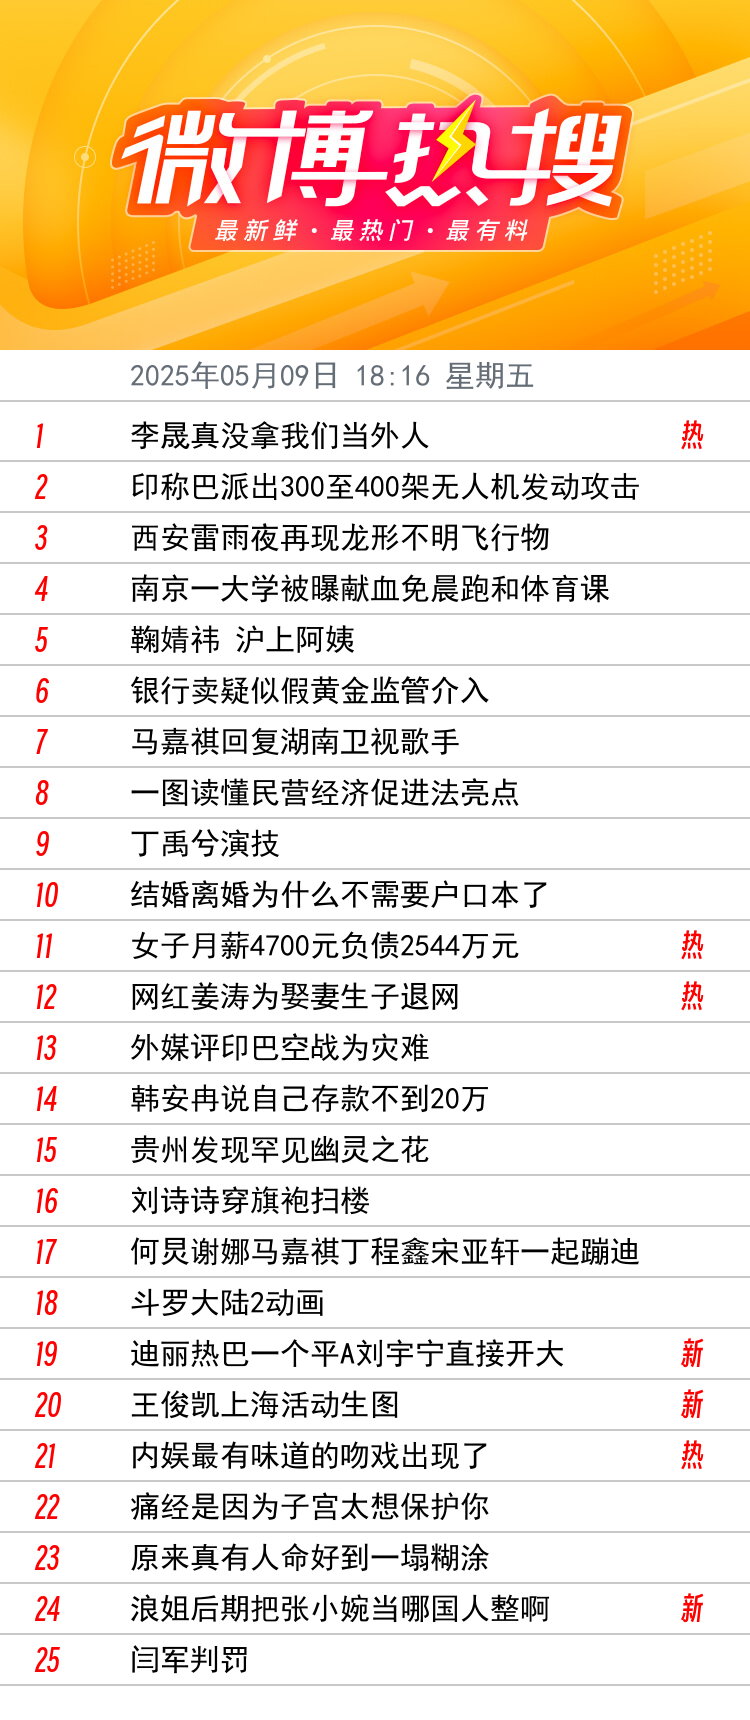 微博热搜
最新鲜·最热门·最有料
2025年05月09日 18:16 星期五
1 李晟真没拿我们当外人 热
2 印称巴派出300至400架无人机发动攻击
3 西安雷雨夜再现龙形不明飞行物
4 南京一大学被曝献血免晨跑和体育课
5 鞠婧祎 沪上阿姨
6 银行卖疑似假黄金监管介入
7 马嘉祺回复湖南卫视歌手
8 一图读懂民营经济促进法亮点
9 丁禹兮演技
10 结婚离婚为什么不需要户口本了
11 女子月薪4700元负债2544万元 热
12 网红姜涛为娶妻生子退网 热
13 外媒评印巴空战为灾难
14 韩安冉说自己存款不到20万
15 贵州发现罕见幽灵之花
16 刘诗诗穿旗袍扫楼
17 何炅谢娜马嘉祺丁程鑫宋亚轩一起蹦迪
18 斗罗大陆2动画
19 迪丽热巴一个平A刘宇宁直接开大 新
20 王俊凯上海活动生图 新
21 内娱最有味道的吻戏出现了 热
22 痛经是因为子宫太想保护你
23 原来真有人命好到一塌糊涂
24 浪姐后期把张小婉当哪国人整啊 新
25 闫军判罚